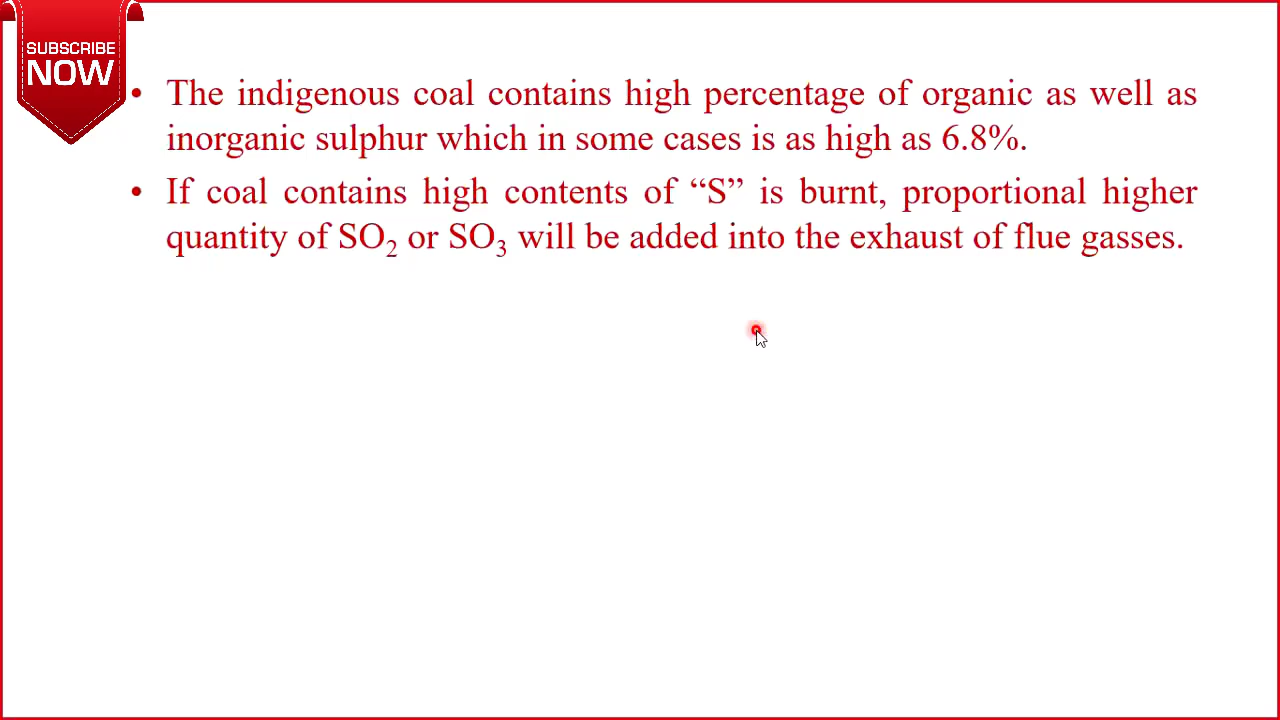 SUBSCRIBE
NOW
• The indigenous coal contains high percentage of organic as well as
inorganic sulphur which in some cases is as high as 6.8%.
• If coal contains high contents of “S” is burnt, proportional higher
quantity of SO₂ or SO₃ will be added into the exhaust of flue gasses.